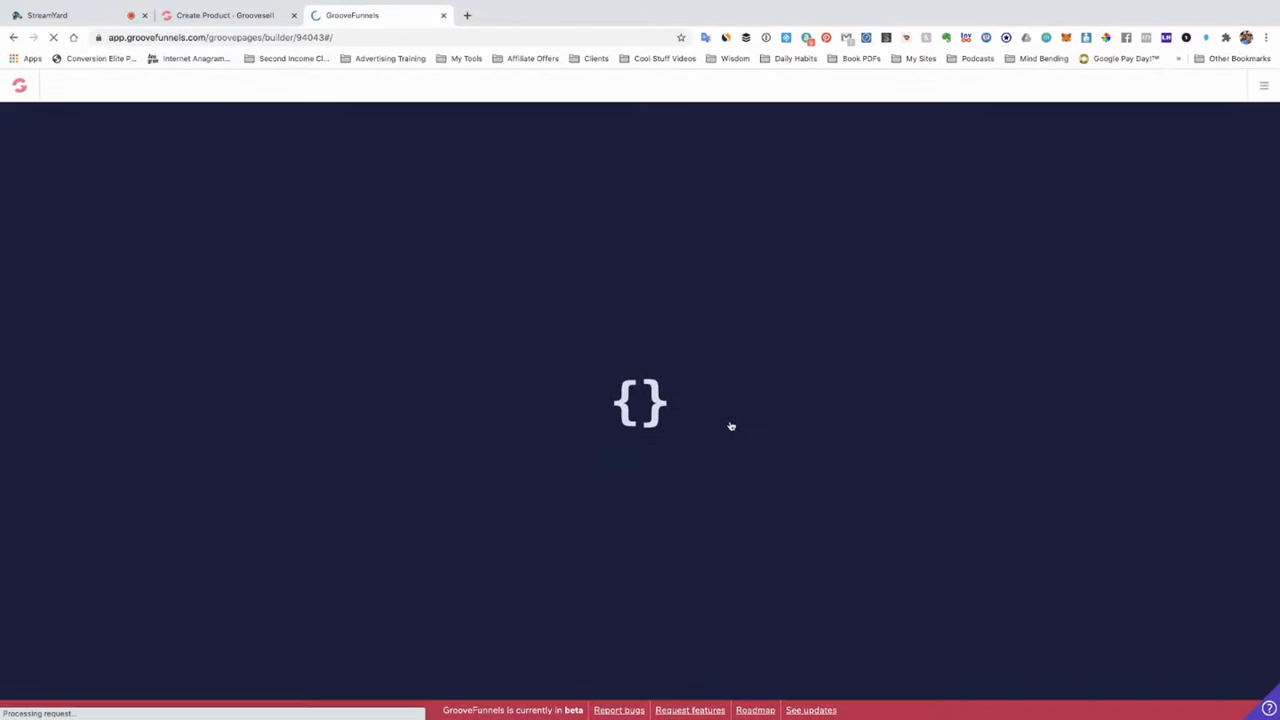 StreamYard
Create Product - Groovesell
GrooveFunnels
app.groovefunnels.com/groovepages/builder/94043#/
Apps
Conversion Elite P...
Internet Anagram...
Second Income Cl...
Advertising Training
My Tools
Affiliate Offers
Clients
Cool Stuff Videos
Wisdom
Daily Habits
Book PDFs
My Sites
Podcasts
Mind Bending
Google Pay Day!™
»
Other Bookmarks
{}
GrooveFunnels is currently in beta
Report bugs
Request features
Roadmap
See updates
Processing request...